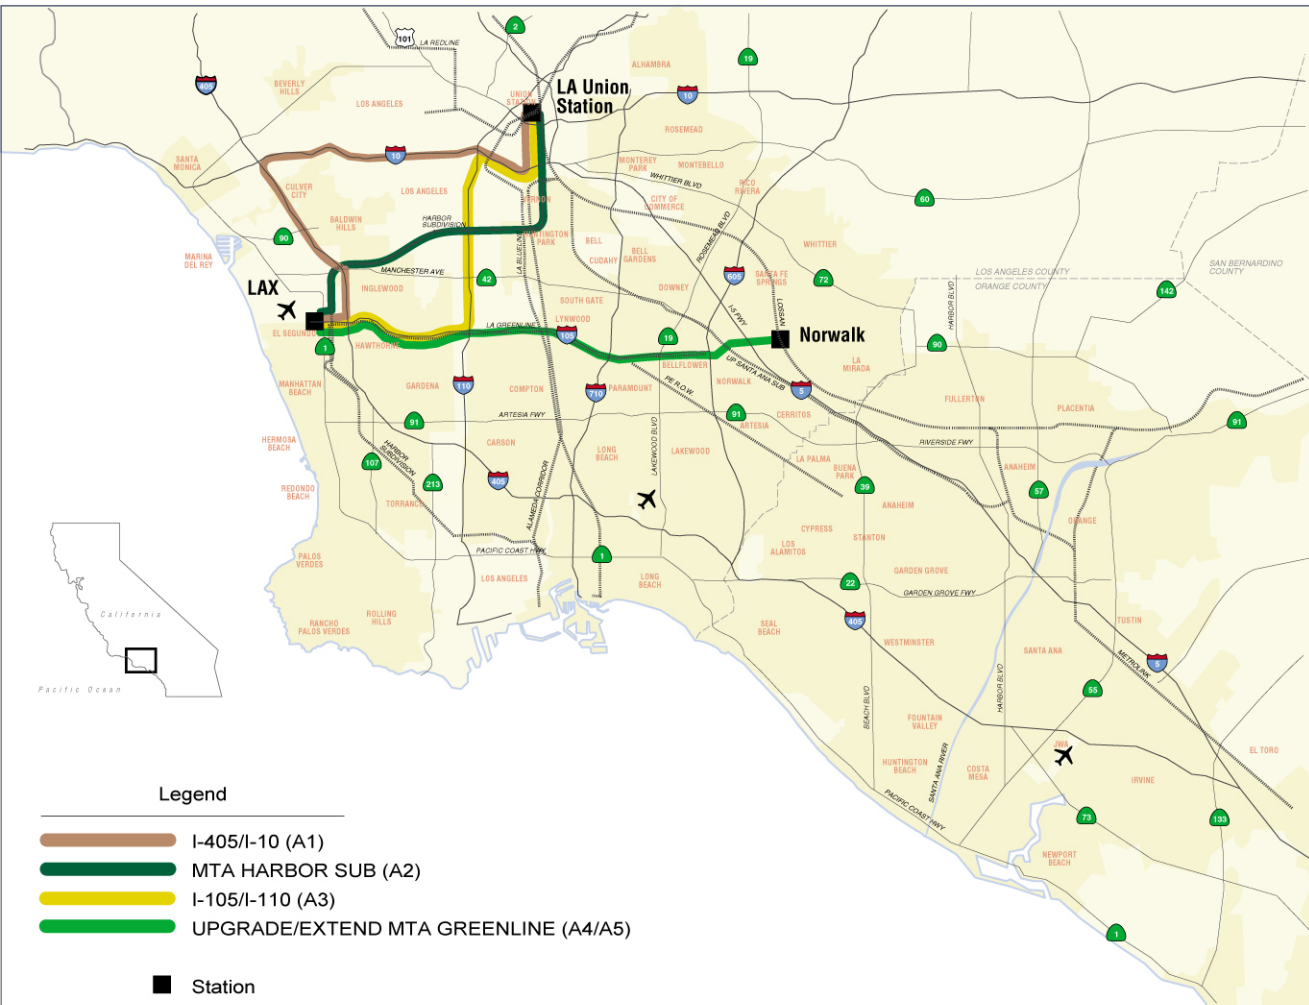 2
101
LA REDLINE
19
ALHAMBRA
405
BEVERLY
HILLS
LOS ANGELES
UNION
STATION
LA Union
Station
10
ROSEMEAD
SANTA
MONICA
10
MONTEREY
PARK
MONTEBELLO
WHITTIER BLVD
PICO
RIVERA
CULVER
CITY
LOS ANGELES
VERNON
CITY OF
COMMERCE
60
BALDWIN
HILLS
HARBOR
SUBDIVISION
ROSEMEAD BLVD
90
HUNTINGTON
PARK
BELL
WHITTIER
MARINA
DEL REY
LA BLUELINE
CUDAHY
BELL
GARDENS
LOS ANGELES COUNTY
ORANGE COUNTY
SAN BERNARDINO
COUNTY
MANCHESTER AVE
42
605
SANTA FE
SPRINGS
72
142
LAX
INGLEWOOD
DOWNEY
HARBOR BLVD
SOUTH GATE
LOSSAN
I-5 FWY
EL SEGUNDO
LA GREENLINE
LYNWOOD
105
19
Norwalk
90
1
HAWTHORNE
BELLFLOWER
UP SANTA ANA SUB
LA
MIRADA
MANHATTAN
BEACH
GARDENA
110
COMPTON
710
PARAMOUNT
PE R.O.W.
NORWALK
5
FULLERTON
PLACENTIA
91
ARTESIA FWY
91
ARTESIA
CERRITOS
91
HERMOSA
BEACH
HARBOR
SUBDIVISION
CARSON
LONG
BEACH
LAKEWOOD BLVD
LAKEWOOD
RIVERSIDE FWY
107
LA PALMA
BUENA
PARK
ANAHEIM
REDONDO
BEACH
213
405
39
57
TORRANCE
ALAMEDA CORRIDOR
ANAHEIM
ORANGE
CYPRESS
STANTON
LOS
ALAMITOS
PALOS
VERDES
PACIFIC COAST HWY
1
LOS ANGELES
LONG
BEACH
22
GARDEN GROVE
GARDEN GROVE FWY
California
ROLLING
HILLS
RANCHO
PALOS VERDES
SEAL
BEACH
405
TUSTIN
WESTMINSTER
SANTA ANA
METROLINK
5
Pacific Ocean
HARBOR BLVD
55
BEACH BLVD
FOUNTAIN
VALLEY
JWA
EL TORO
HUNTINGTON
BEACH
SANTA ANA RIVER
COSTA
MESA
IRVINE
PACIFIC COAST HWY
73
133
NEWPORT
BEACH
1
Legend
I-405/I-10 (A1)
MTA HARBOR SUB (A2)
I-105/I-110 (A3)
UPGRADE/EXTEND MTA GREENLINE (A4/A5)
Station